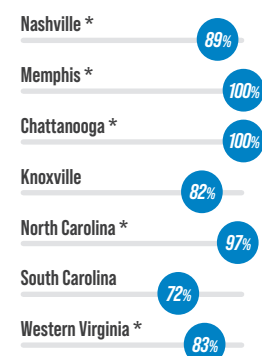 Nashville *
89%
Memphis *
100%
Chattanooga *
100%
Knoxville
82%
North Carolina *
97%
South Carolina
72%
Western Virginia *
83%